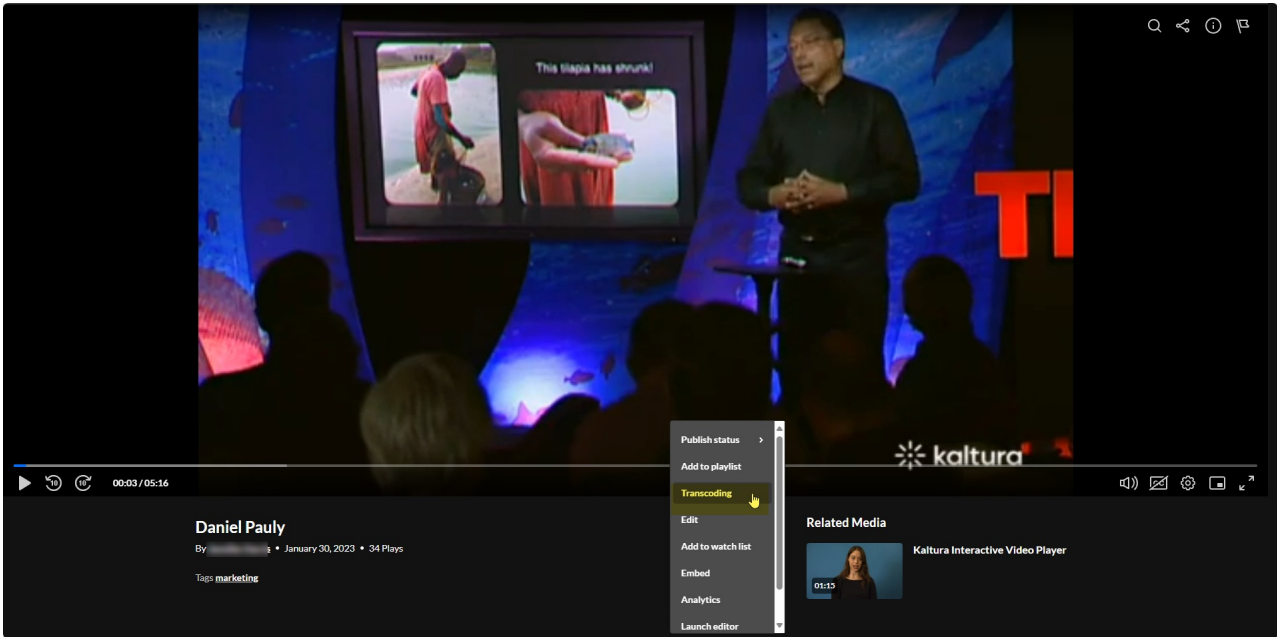 This tilapia has shrunk!
TE
kaltura
Publish status
Add to playlist
Transcoding
Edit
Add to watch list
Embed
Analytics
Launch editor
10
10
00:03 / 05:16
Daniel Pauly
By
• January 30, 2023 • 34 Plays
Tags marketing
Related Media
01:15
Kaltura Interactive Video Player